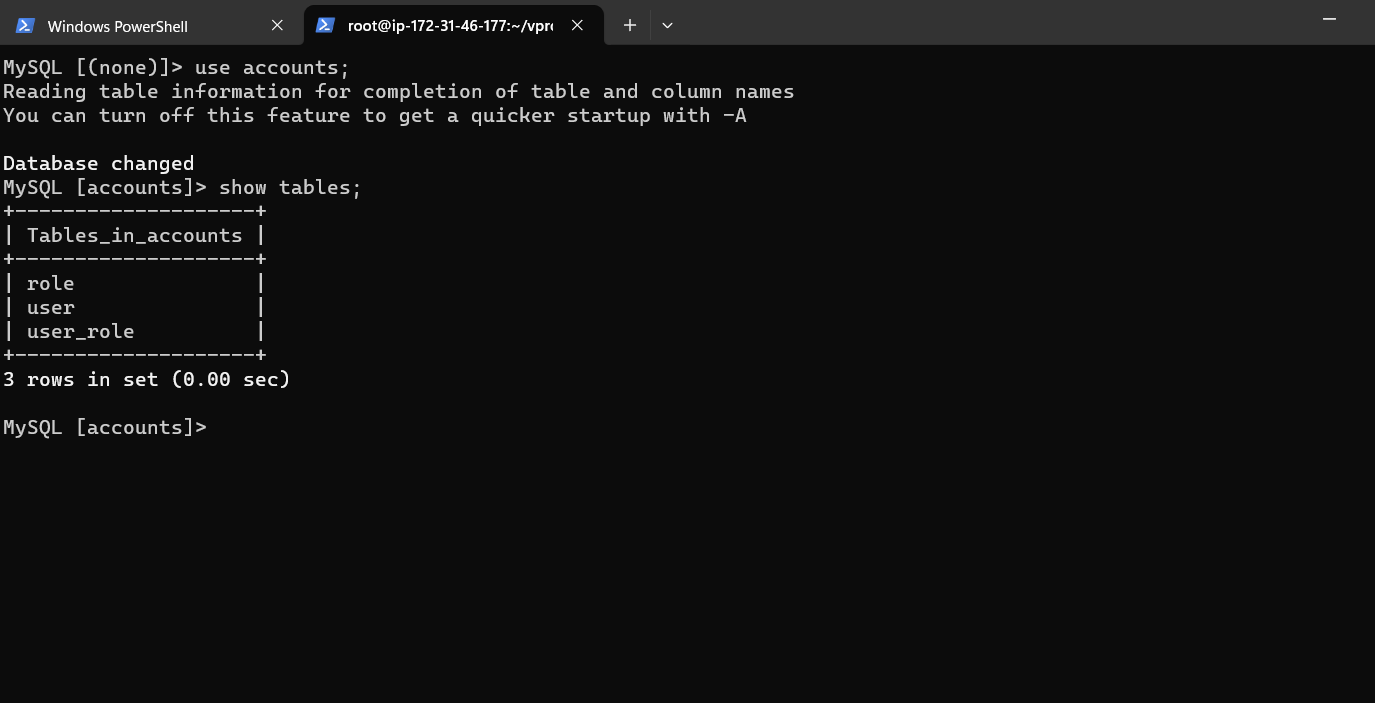 Windows PowerShell
root@ip-172-31-46-177:~/vpr
MySQL [(none)]> use accounts;
Reading table information for completion of table and column names
You can turn off this feature to get a quicker startup with -A
Database changed
MySQL [accounts]> show tables;
+--------------------+
| Tables_in_accounts |
+--------------------+
| role               |
| user               |
| user_role          |
+--------------------+
3 rows in set (0.00 sec)
MySQL [accounts]>